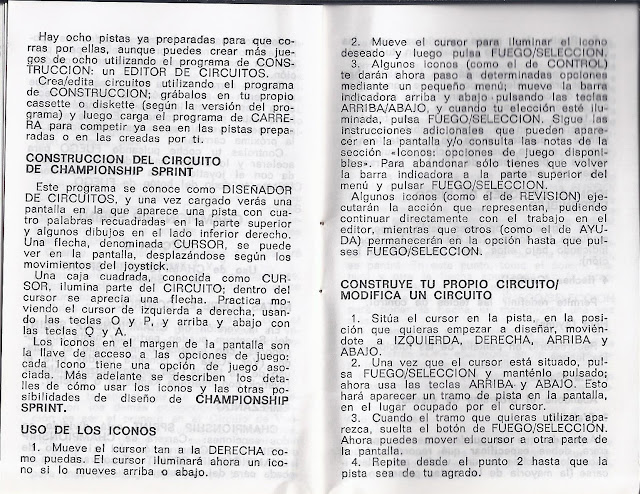 Hay ocho pistas ya preparadas para que co-
rras por ellas, aunque puedes crear más jue-
gos de ocho utilizando el programa de CONS-
TRUCCION: un EDITOR DE CIRCUITOS.
Crea/edita circuitos utilizando el programa
de CONSTRUCCION; grábalos en tu propio
cassette o diskette (según la versión del pro-
grama) y luego carga el programa de CARRE-
RA para competir ya sea en las pistas prepa-
radas o en las creadas por ti.
CONSTRUCCION DEL CIRCUITO
DE CHAMPIONSHIP SPRINT
Este programa se conoce como DISEÑADOR
DE CIRCUITOS, y una vez cargado verás una
pantalla en la que aparece una pista con cua-
tro palabras recuadradas en la parte superior
y algunos dibujos en el lado inferior derecho.
Una flecha, denominada CURSOR, se puede
ver en la pantalla, desplazándose según los
movimientos del joystick.
Una caja cuadrada, conocida como CUR-
SOR, ilumina parte del CIRCUITO; dentro del
cursor se aprecia una flecha. Practica mo-
viendo el cursor de izquierda a derecha, usan-
do las teclas O y P, y arriba y abajo con
las teclas Q y A.
Los iconos en el margen de la pantalla son
la llave de acceso a las opciones de juego:
cada icono tiene una opción de juego aso-
ciada. Más adelante se describen los deta-
lles de cómo usar los iconos y las otras po-
sibilidades de diseño de CHAMPIONSHIP
SPRINT.
USO DE LOS ICONOS
1. Mueve el cursor tan a la DERECHA co-
mo puedas. El cursor iluminará ahora un ico-
no si lo mueves arriba o abajo.
2. Mueve el cursor para iluminar el icono
deseado y luego pulsa FUEGO/SELECCION.
3. Algunos iconos (como el de CONTROL)
te darán ahora paso a determinadas opciones
mediante un pequeño menú; mueve la barra
indicadora arriba y abajo pulsando las teclas
ARRIBA/ABAJO, y cuando tu elección esté ilu-
minada, pulsa FUEGO/SELECCION. Sigue las
instrucciones adicionales que pueden apare-
cer en la pantalla y/o consulta las notas de la
sección «Iconos: opciones de juego disponi-
bles». Para abandonar sólo tienes que volver
la barra indicadora a la parte superior del
menú y pulsar FUEGO/SELECCION.
Algunos iconos (como el de REVISION) eje-
cutarán la acción que representan, pudiendo
continuar directamente con el trabajo en el
editor, mientras que otros (como el de AYU-
DA) permanecerán en la opción hasta que pul-
ses FUEGO/SELECCION.
CONSTRUYE TU PROPIO CIRCUITO/
MODIFICA UN CIRCUITO
1. Sitúa el cursor en la pista, en la posi-
ción que quieras empezar a diseñar, movién-
dote a IZQUIERDA, DERECHA, ARRIBA y
ABAJO.
2. Una vez que el cursor está situado, pul-
sa FUEGO/SELECCION y manténlo pulsado;
ahora usa las teclas ARRIBA y ABAJO. Esto
hará aparecer un tramo de pista en la pantalla,
en el lugar ocupado por el cursor.
3. Cuando el tramo que quieras utilizar apa-
rezca, suelta el botón de FUEGO/SELECCION.
Ahora puedes mover el cursor a otra parte de
la pantalla.
4. Repite desde el punto 2 hasta que la
pista sea de tu agrado.